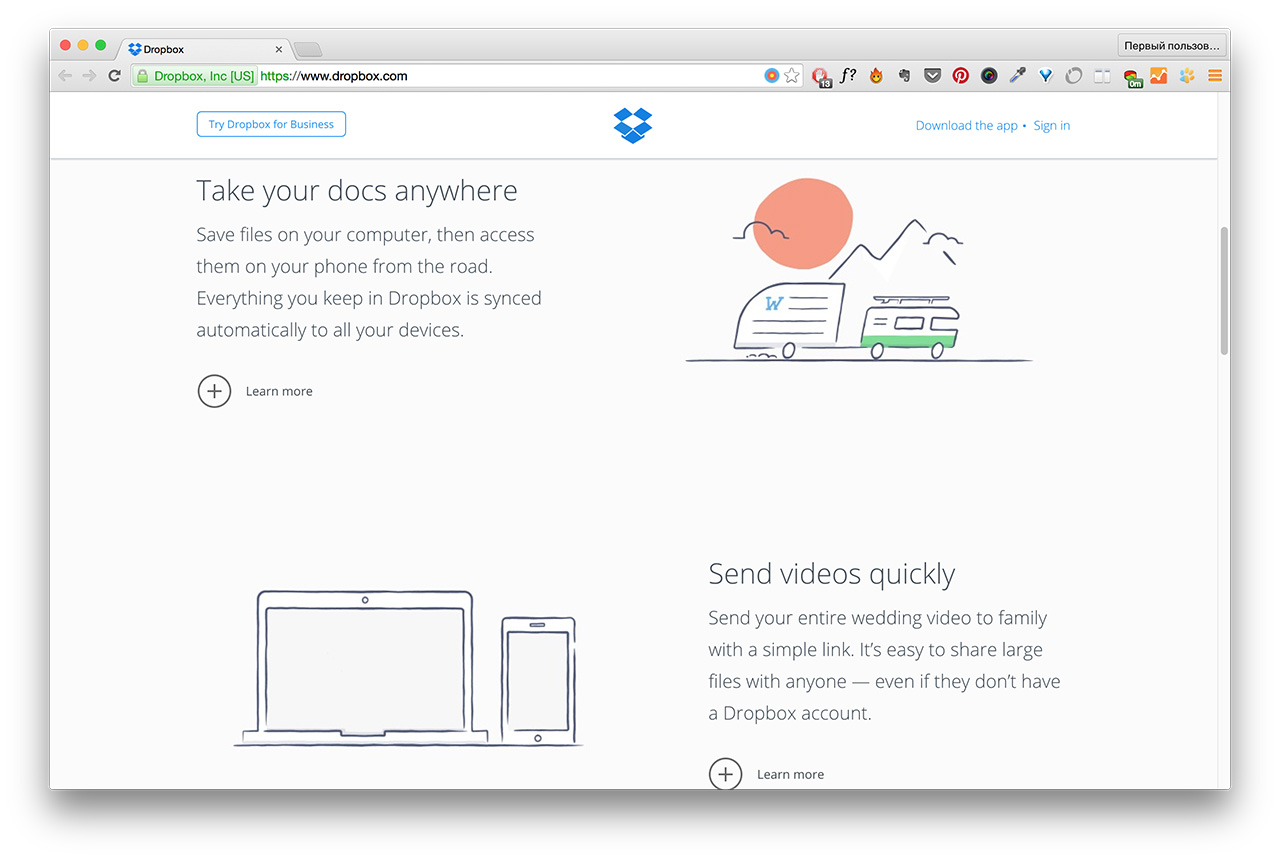 Dropbox
Первый пользов...
Dropbox, Inc [US] https://www.dropbox.com
13
f?
0m
Try Dropbox for Business
Download the app • Sign in
Take your docs anywhere
Save files on your computer, then access
them on your phone from the road.
Everything you keep in Dropbox is synced
automatically to all your devices.
W
Learn more
Send videos quickly
Send your entire wedding video to family
with a simple link. It’s easy to share large
files with anyone — even if they don’t have
a Dropbox account.
Learn more